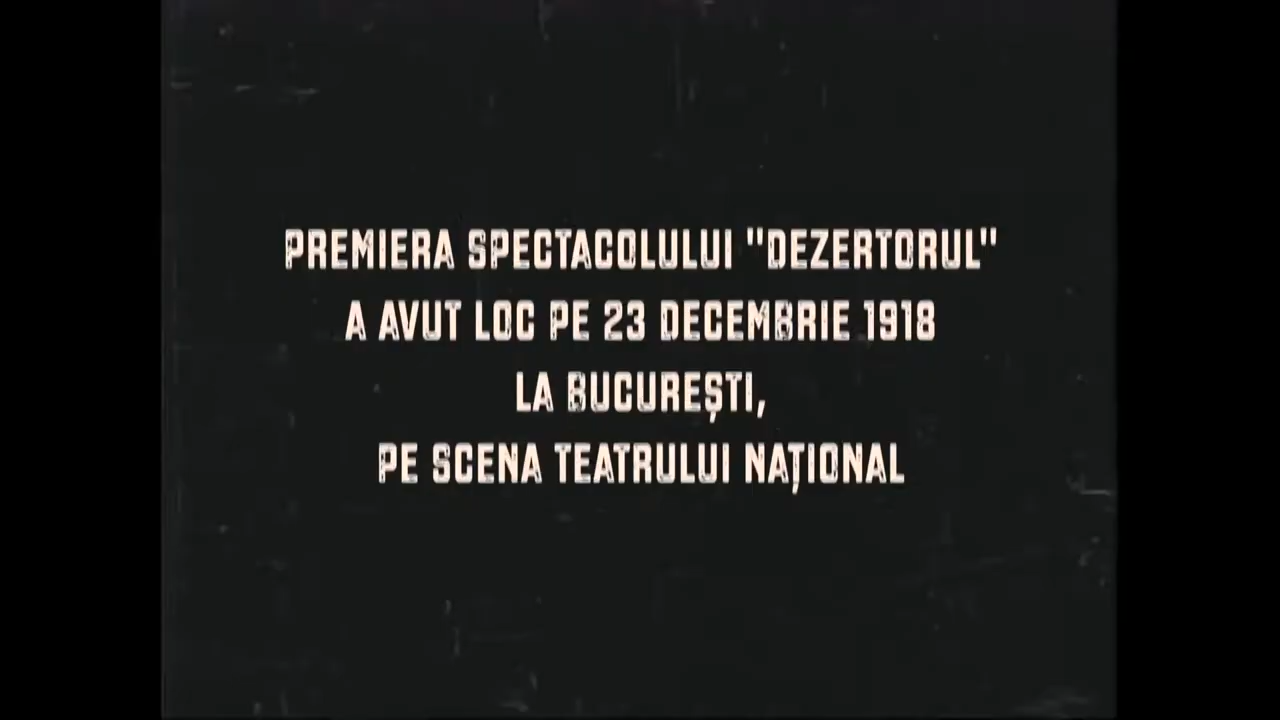 PREMIERA SPECTACOLULUI "DEZERTORUL"
A AVUT LOC PE 23 DECEMBRIE 1918
LA BUCUREȘTI,
PE SCENA TEATRULUI NAȚIONAL